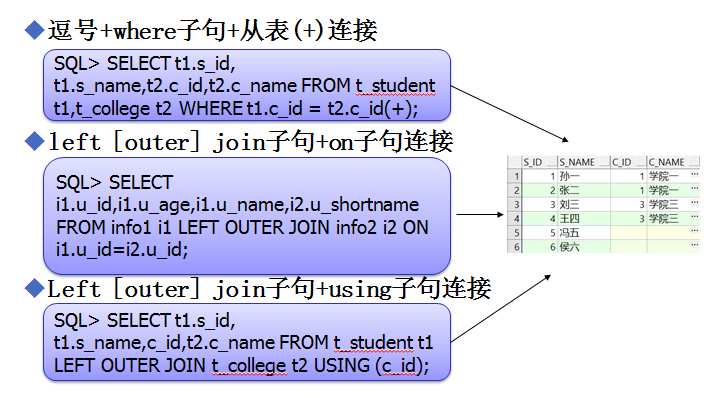 ◆逗号+where子句+从表(+)连接
SQL> SELECT t1.s_id,
t1.s_name,t2.c_id,t2.c_name FROM t_student
t1,t_college t2 WHERE t1.c_id = t2.c_id(+);
◆left [outer] join子句+on子句连接
SQL> SELECT
i1.u_id,i1.u_age,i1.u_name,i2.u_shortname
FROM info1 i1 LEFT OUTER JOIN info2 i2 ON
i1.u_id=i2.u_id;
◆Left [outer] join子句+using子句连接
SQL> SELECT t1.s_id,
t1.s_name,c_id,t2.c_name FROM t_student t1
LEFT OUTER JOIN t_college t2 USING (c_id);
S_ID S_NAME C_ID C_NAME
1 1 孙一 1 学院一 …
2 2 张二 1 学院一 …
3 3 刘三 3 学院三 …
4 4 王四 3 学院三 …
5 5 冯五 …
6 6 侯六 …